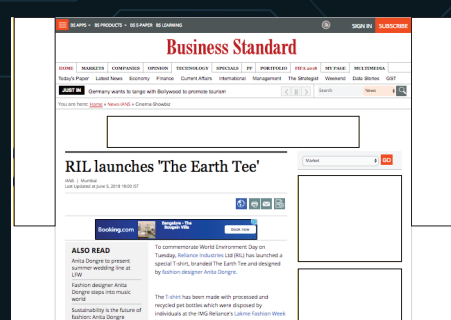 BS APPS BS PRODUCTS BS E-PAPER BS LEARNING SIGN IN SUBSCRIBE
Business Standard
HOME MARKETS COMPANIES OPINION TECHNOLOGY SPECIALS PF PORTFOLIO FIFA 2018 MY PAGE MULTIMEDIA
Today's Paper Latest News Economy Finance Current Affairs International Management The Strategist Weekend Data Stories GST
JUST IN Germany wants to tango with Bollywood to promote tourism Search News
You are here: Home » News-IANS » Cinema-Showbiz
RIL launches 'The Earth Tee'
Market GO
IANS | Mumbai
Last Updated at June 5, 2018 18:00 IST
Booking.com Bangalore - The Bouquin Villa Book now
ALSO READ
Anita Dongre to present
summer wedding line at
LFW
Fashion designer Anita
Dongre steps into music
world
Sustainability is the future of
fashion: Anita Dongre
To commemorate World Environment Day on
Tuesday, Reliance Industries Ltd (RIL) has launched a
special T-shirt, branded The Earth Tee and designed
by fashion designer Anita Dongre.
The T-shirt has been made with processed and
recycled pet bottles which were disposed by
individuals at the IMG-Reliance's Lakme Fashion Week